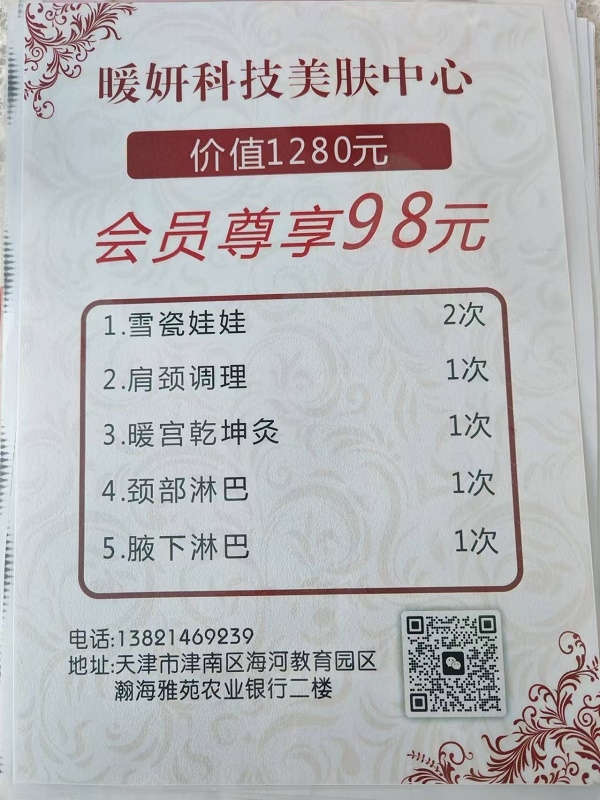 暖妍科技美肤中心
价值1280元
会员尊享98元
1.雪瓷娃娃 2次
2.肩颈调理 1次
3.暖宫乾坤灸 1次
4.颈部淋巴 1次
5.腋下淋巴 1次
电话:13821469239
地址:天津市津南区海河教育园区
瀚海雅苑农业银行二楼